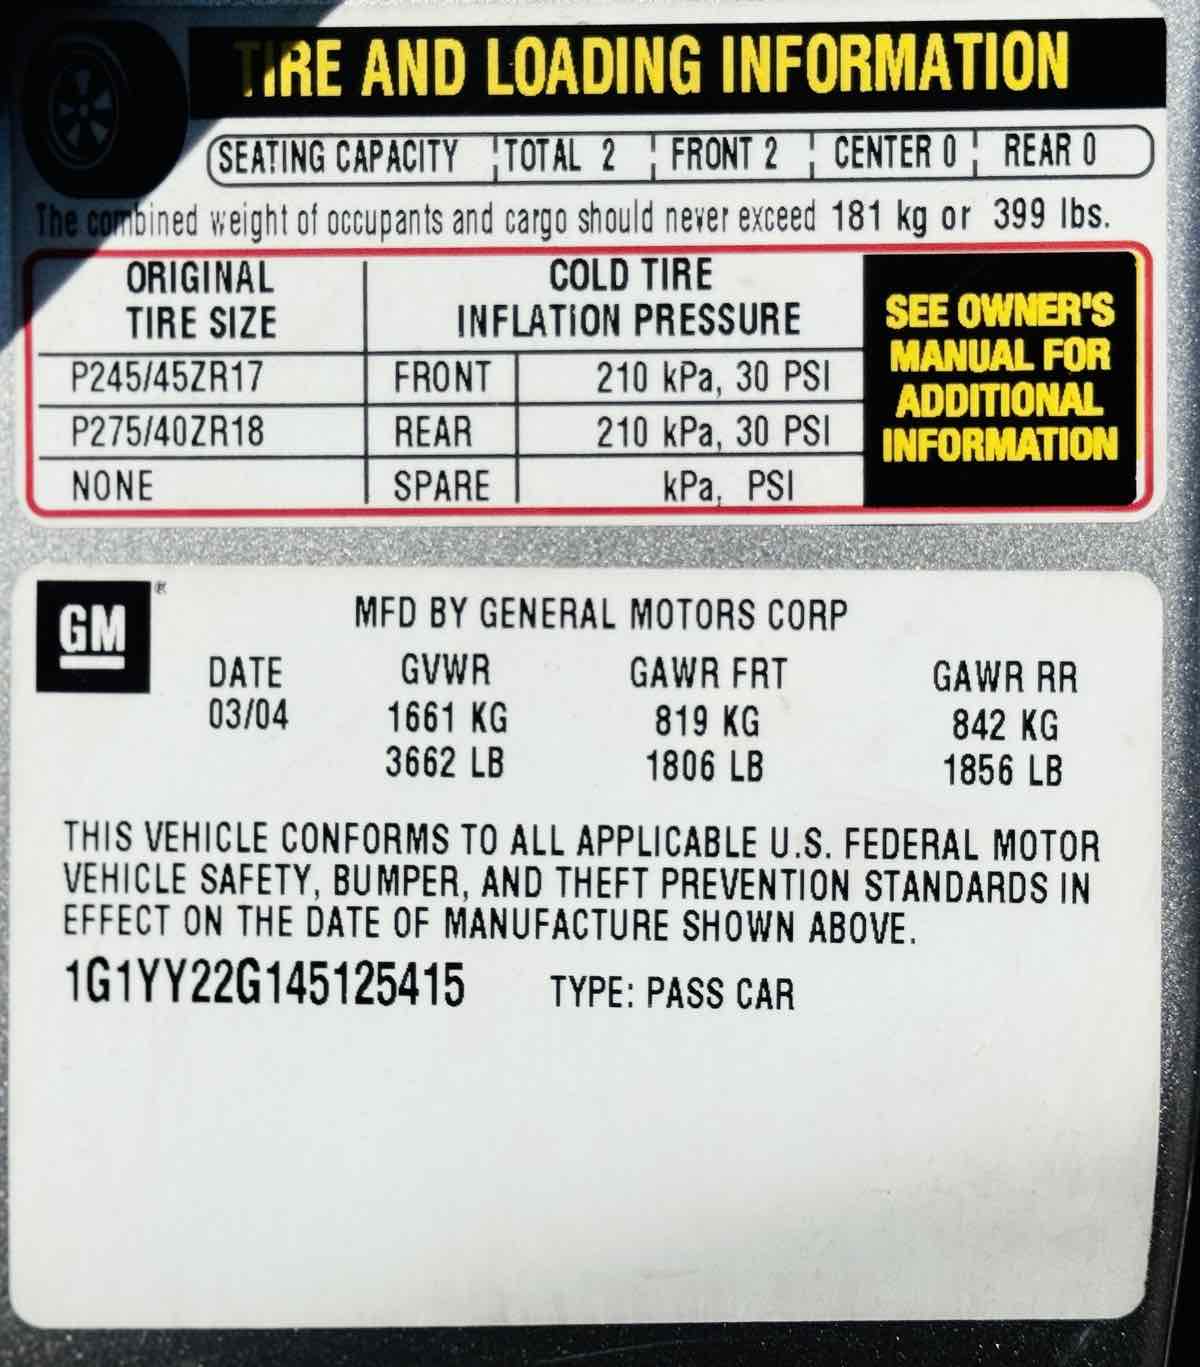 TIRE AND LOADING INFORMATION
SEATING CAPACITY TOTAL 2 FRONT 2 CENTER 0 REAR 0
The combined weight of occupants and cargo should never exceed 181 kg or 399 lbs.
ORIGINAL TIRE SIZE
COLD TIRE INFLATION PRESSURE
P245/45ZR17 FRONT 210 kPa, 30 PSI
P275/40ZR18 REAR 210 kPa, 30 PSI
NONE SPARE kPa, PSI
SEE OWNER'S
MANUAL FOR
ADDITIONAL
INFORMATION
GM®
MFD BY GENERAL MOTORS CORP
DATE GVWR GAWR FRT GAWR RR
03/04 1661 KG 819 KG 842 KG
3662 LB 1806 LB 1856 LB
THIS VEHICLE CONFORMS TO ALL APPLICABLE U.S. FEDERAL MOTOR
VEHICLE SAFETY, BUMPER, AND THEFT PREVENTION STANDARDS IN
EFFECT ON THE DATE OF MANUFACTURE SHOWN ABOVE.
1G1YY22G145125415 TYPE: PASS CAR